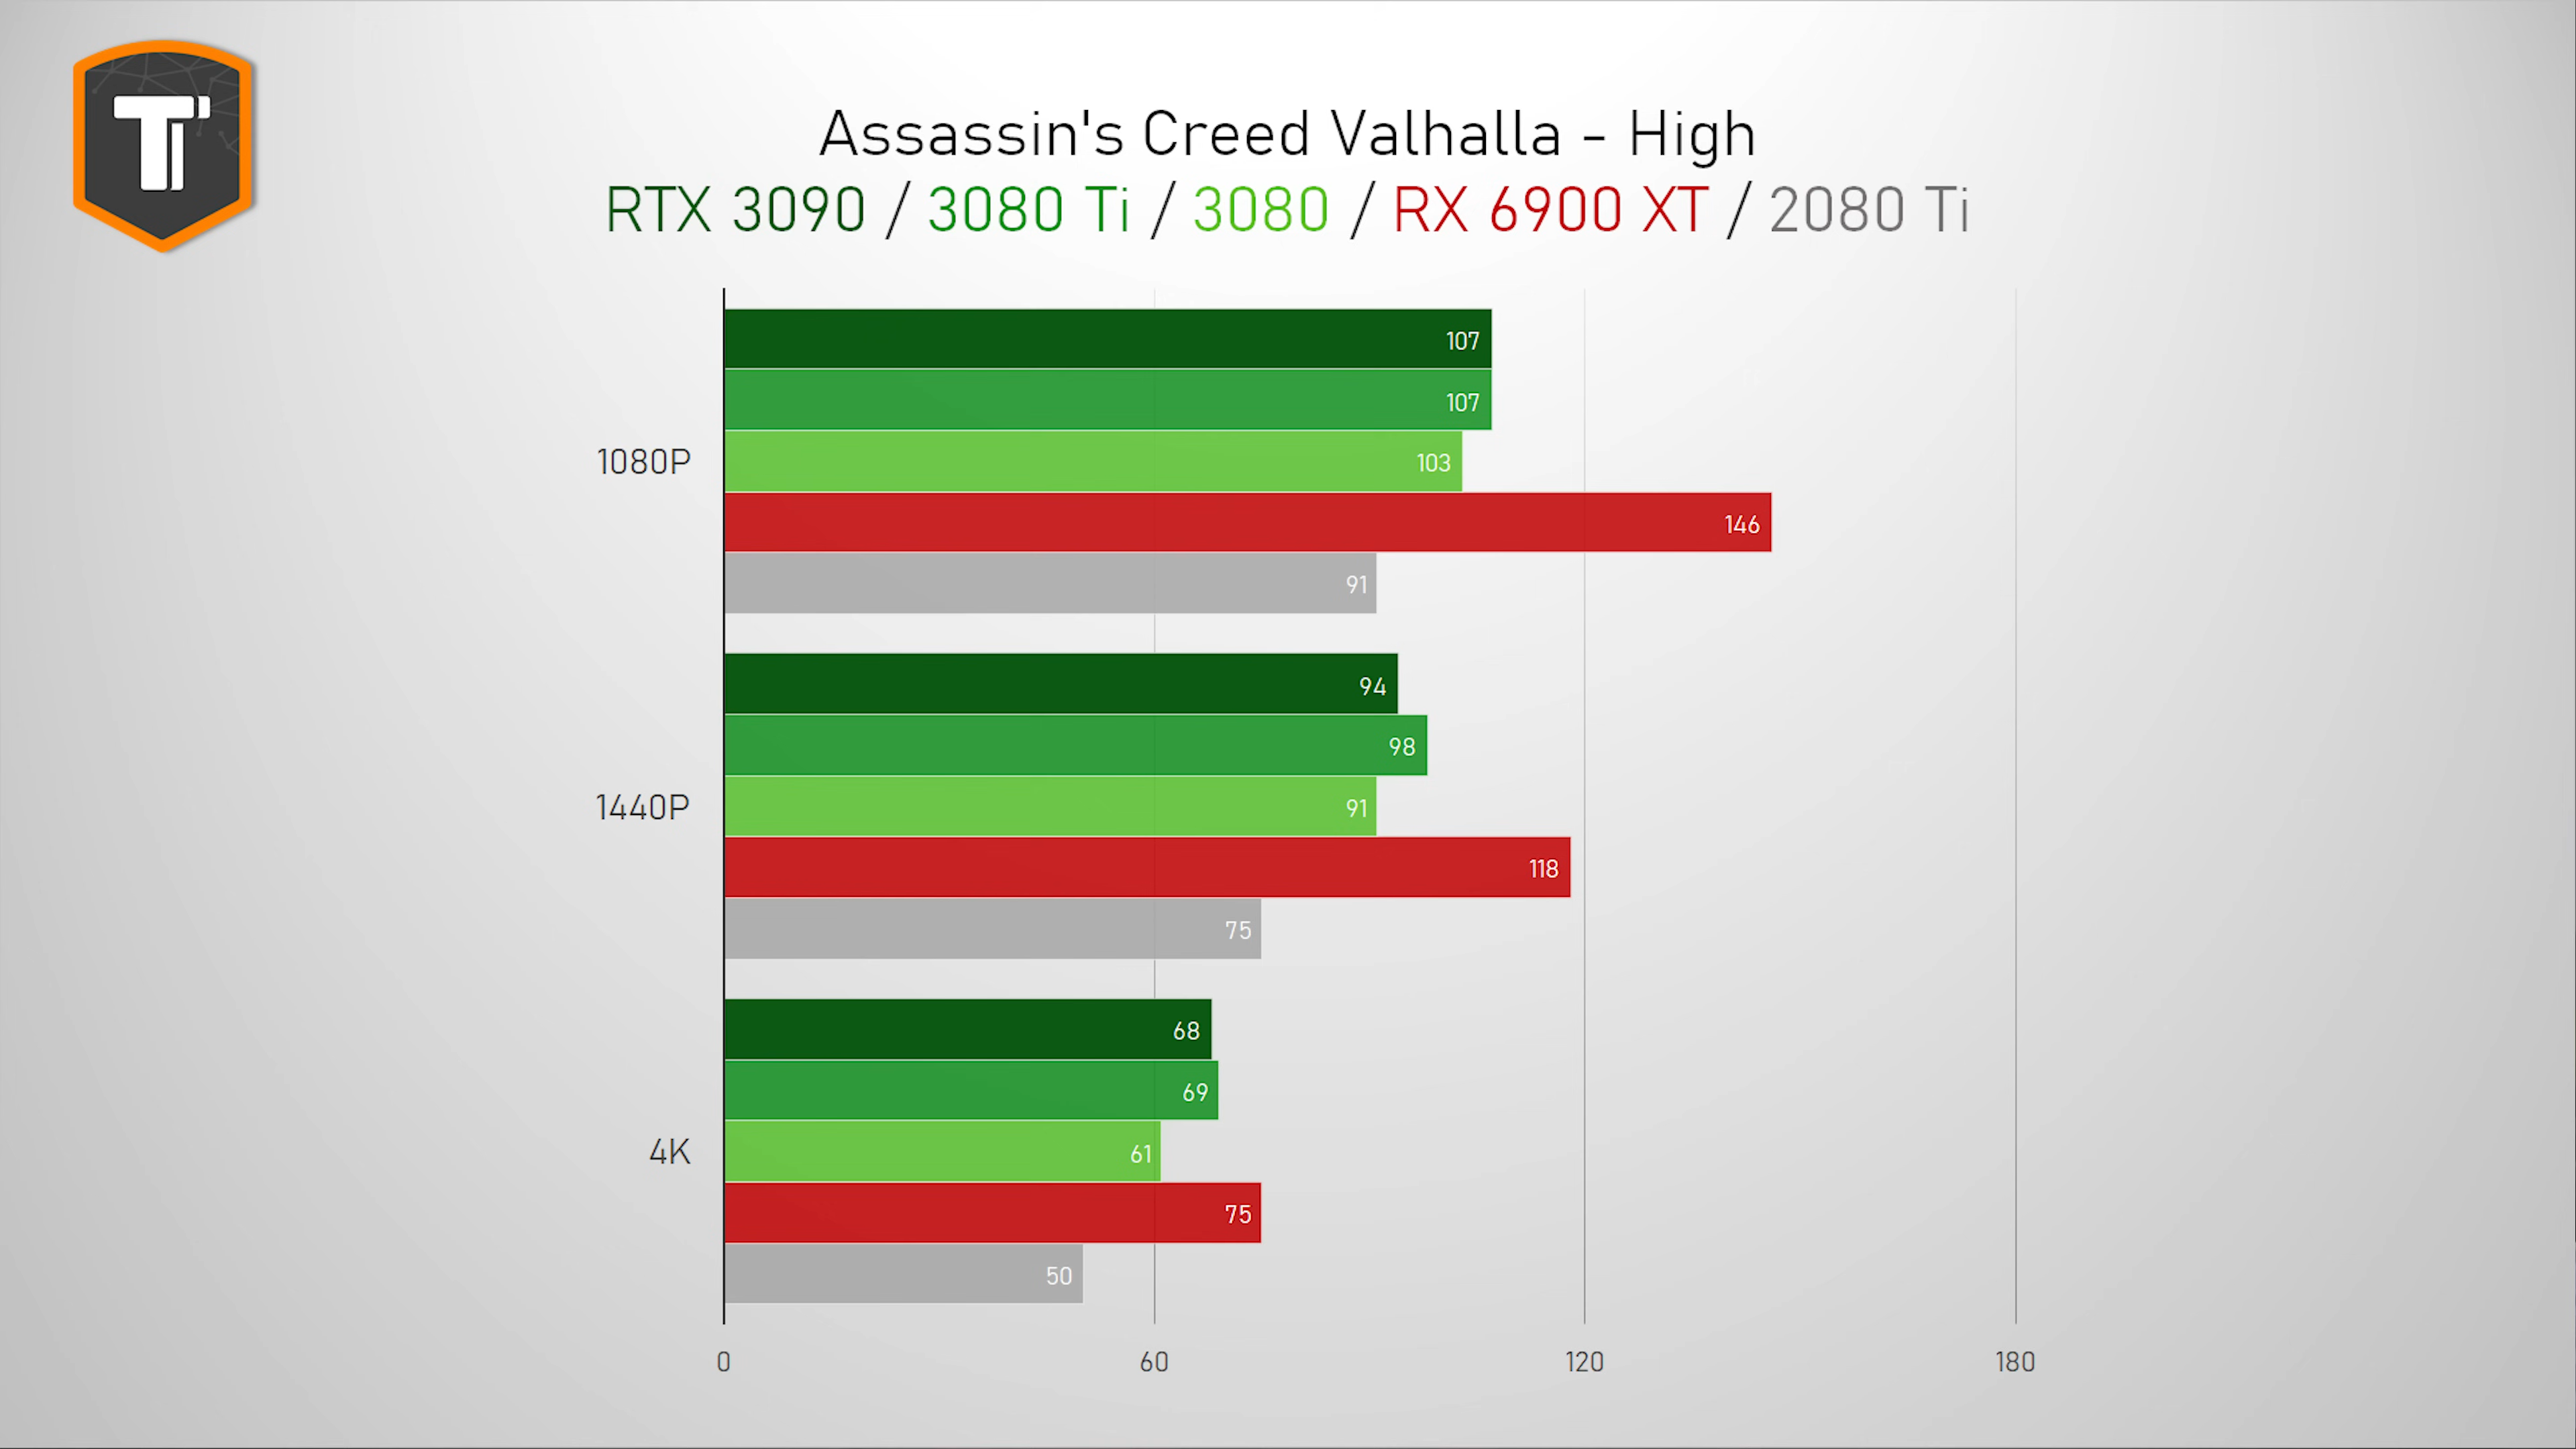 T
Assassin's Creed Valhalla - High
RTX 3090 / 3080 Ti / 3080 / RX 6900 XT / 2080 Ti
107
107
1080P
103
146
91
94
98
1440P
91
118
75
68
69
4K
61
75
50
0 60 120 180